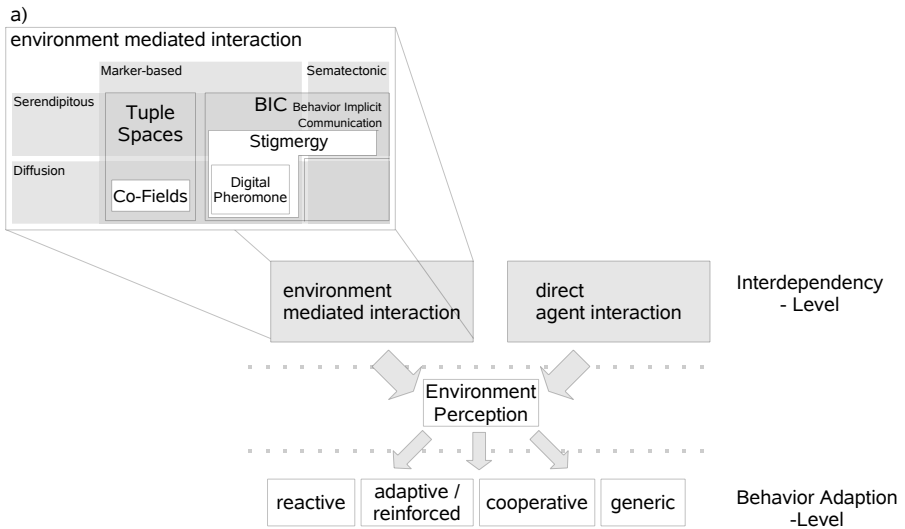 a)
environment mediated interaction
Marker-based
Sematectonic
Serendipitous
Tuple
Spaces
BIC Behavior Implicit
Communication
Stigmergy
Diffusion
Co-Fields
Digital
Pheromone
environment
mediated interaction
direct
agent interaction
Interdependency
- Level
Environment
Perception
reactive
adaptive /
reinforced
cooperative
generic
Behavior Adaption
-Level